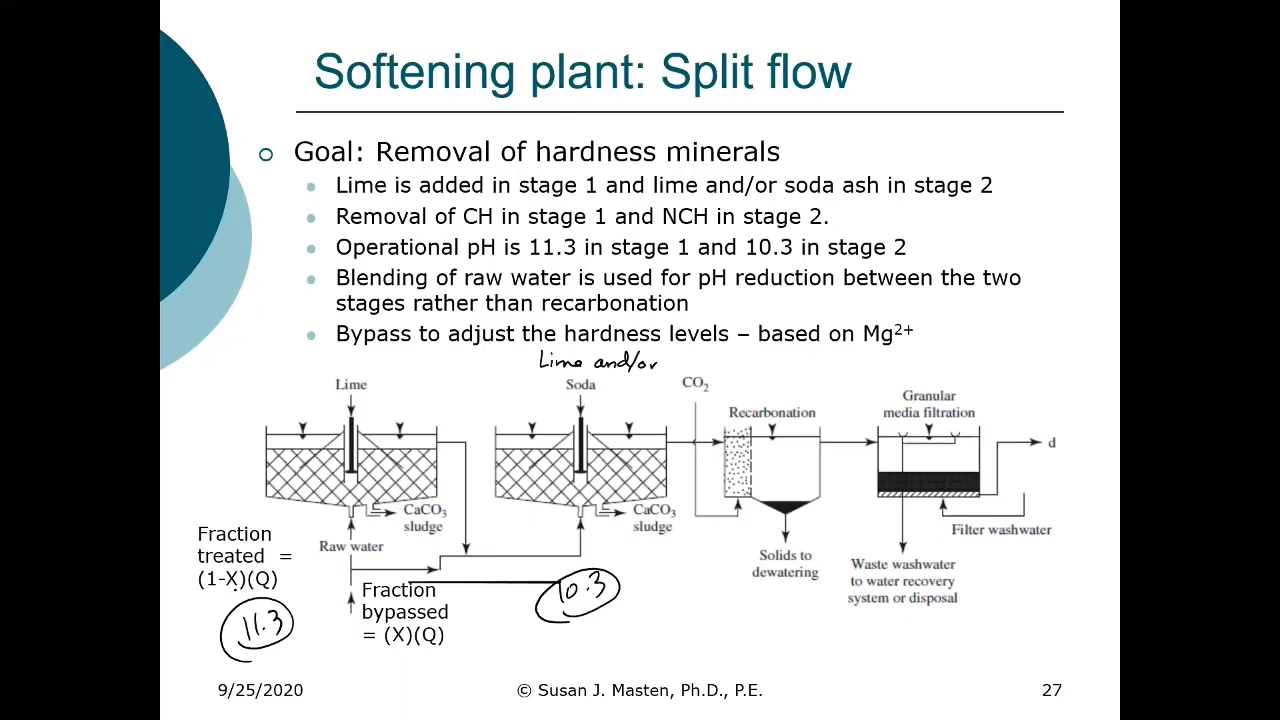 Softening plant: Split flow
Goal: Removal of hardness minerals
Lime is added in stage 1 and lime and/or soda ash in stage 2
Removal of CH in stage 1 and NCH in stage 2.
Operational pH is 11.3 in stage 1 and 10.3 in stage 2
Blending of raw water is used for pH reduction between the two
stages rather than recarbonation
Bypass to adjust the hardness levels – based on Mg²⁺
Lime and/or
Lime
Soda
CO₂
Recarbonation
Granular
media filtration
d
CaCO₃
sludge
CaCO₃
sludge
Filter washwater
Fraction
treated =
(1-X)(Q)
Raw water
Solids to
dewatering
Waste washwater
to water recovery
system or disposal
Fraction
bypassed
= (X)(Q)
11.3
10.3
9/25/2020
© Susan J. Masten, Ph.D., P.E.
27